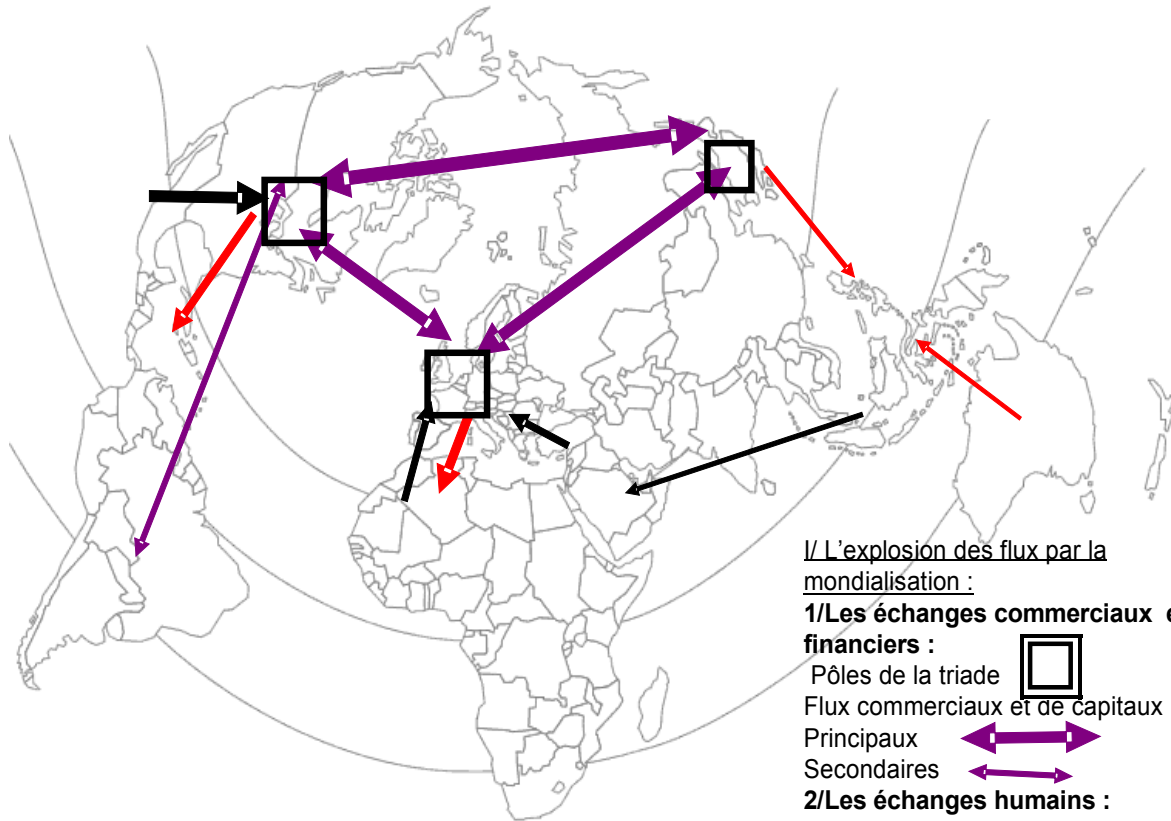 I/ L'explosion des flux par la
mondialisation :
1/Les échanges commerciaux e
financiers :
Pôles de la triade
Flux commerciaux et de capitaux
Principaux
Secondaires
2/Les échanges humains :